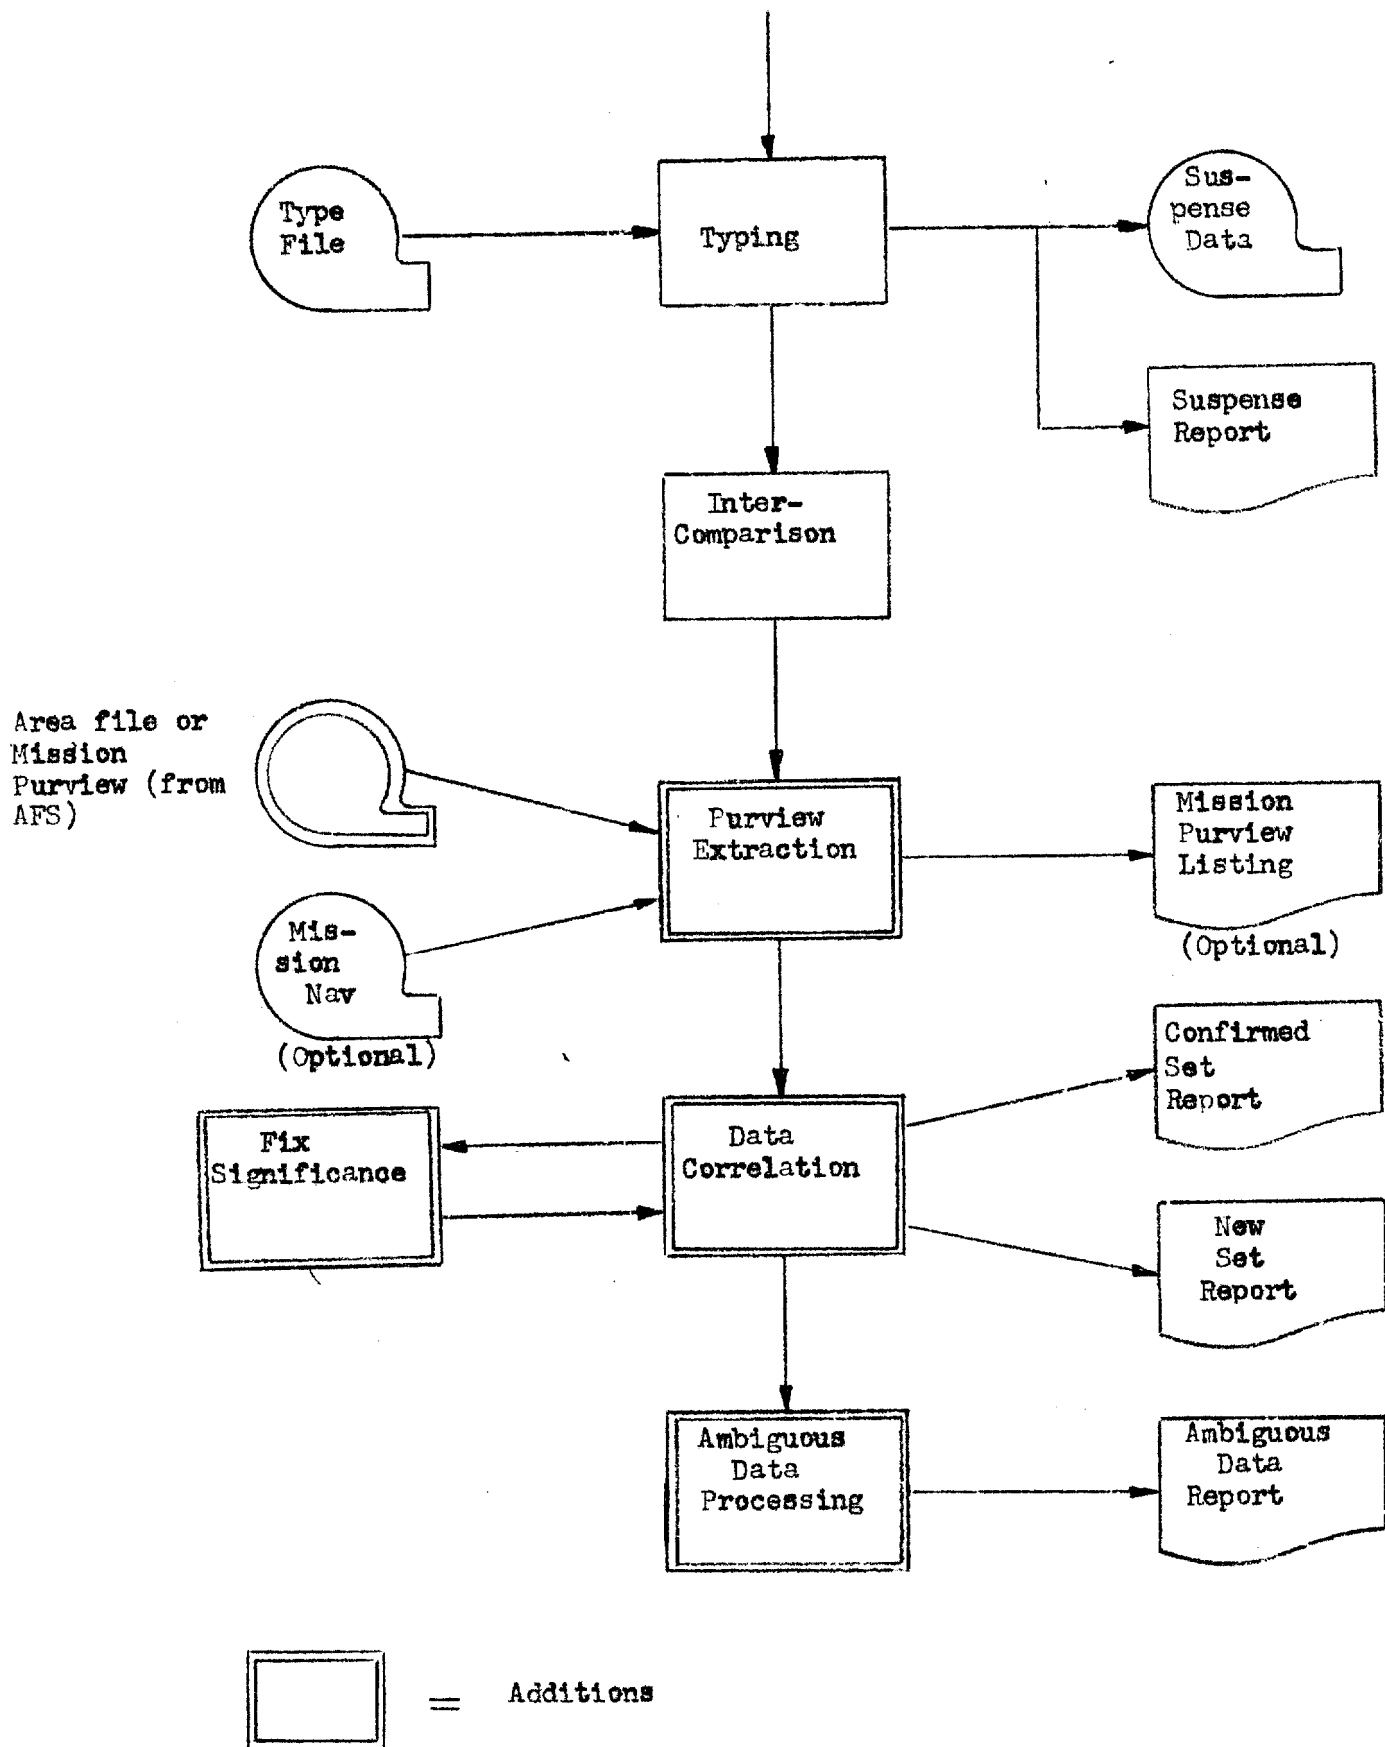 Type
File
Typing
Sus-
pense
Data
Suspense
Report
Inter-
Comparison
Area file or
Mission
Purview (from
AFS)
Purview
Extraction
Mission
Purview
Listing
(Optional)
Mis-
sion
Nav
(Optional)
Confirmed
Set
Report
Fix
Significance
Data
Correlation
New
Set
Report
Ambiguous
Data
Processing
Ambiguous
Data
Report
= Additions